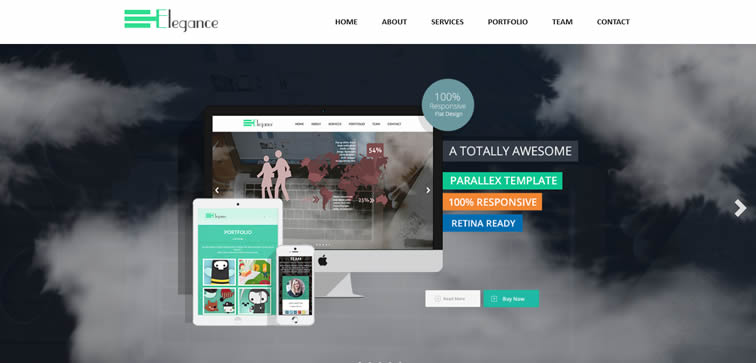 Elegance
HOME ABOUT SERVICES PORTFOLIO TEAM CONTACT
100%
Responsive
Flat Design
A TOTALLY AWESOME
PARALLEX TEMPLATE
100% RESPONSIVE
RETINA READY
Elegance
HOME ABOUT SERVICES PORTFOLIO TEAM CONTACT
54%
23%
Elegance
PORTFOLIO
TEAM
Read More
Buy Now